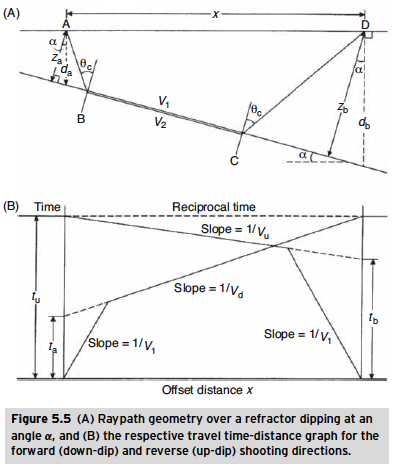 (A)
x
A
D
α
z_a
d_a
θ_c
B
V_1
V_2
θ_c
C
α
z_b
d_b
α
(B) Time
Reciprocal time
Slope = 1/V_u
Slope = 1/V_d
t_u
t_a
Slope = 1/V_1
Slope = 1/V_1
t_b
Offset distance x
Figure 5.5 (A) Raypath geometry over a refractor dipping at an
angle α, and (B) the respective travel time-distance graph for the
forward (down-dip) and reverse (up-dip) shooting directions.